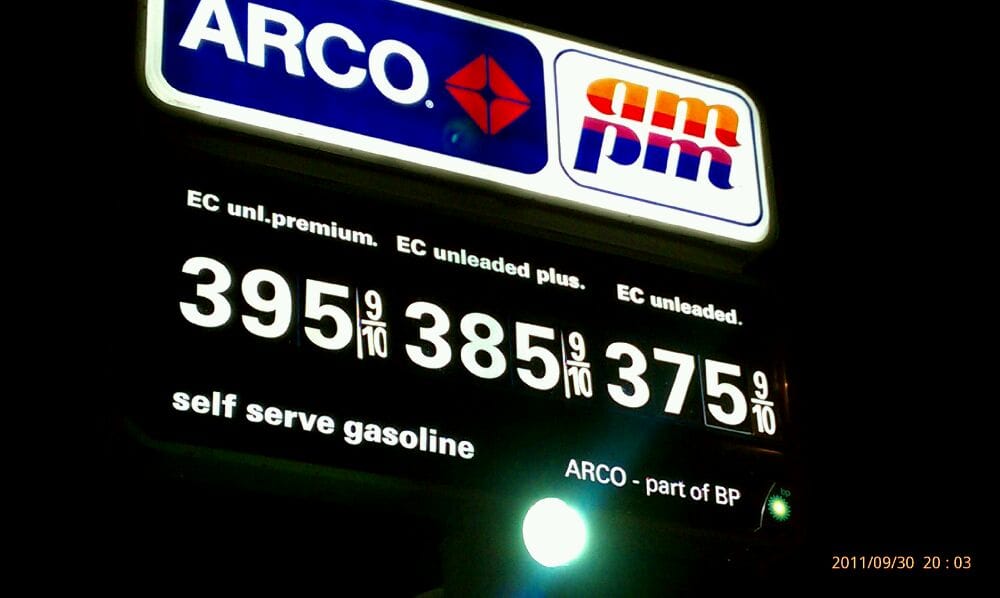 ARCO.
am
pm
EC unl.premium. EC unleaded plus. EC unleaded.
395 9/10 385 9/10 375 9/10
self serve gasoline
ARCO - part of BP
bp
2011/09/30 20:03